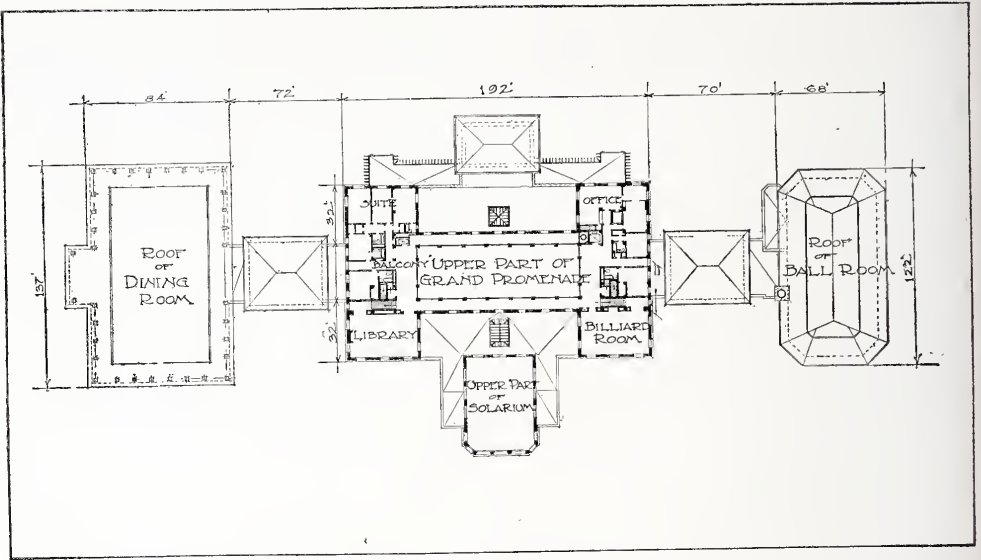 84'
72'
192'
70'
68'
137'
32'
32'
122'
SUITE
OFFICE
BALCONY
UPPER PART OF
GRAND PROMENADE
ROOF
OF
DINING
ROOM
ROOF
OF
BALL ROOM
LIBRARY
BILLIARD
ROOM
UPPER PART
OF
SOLARIUM